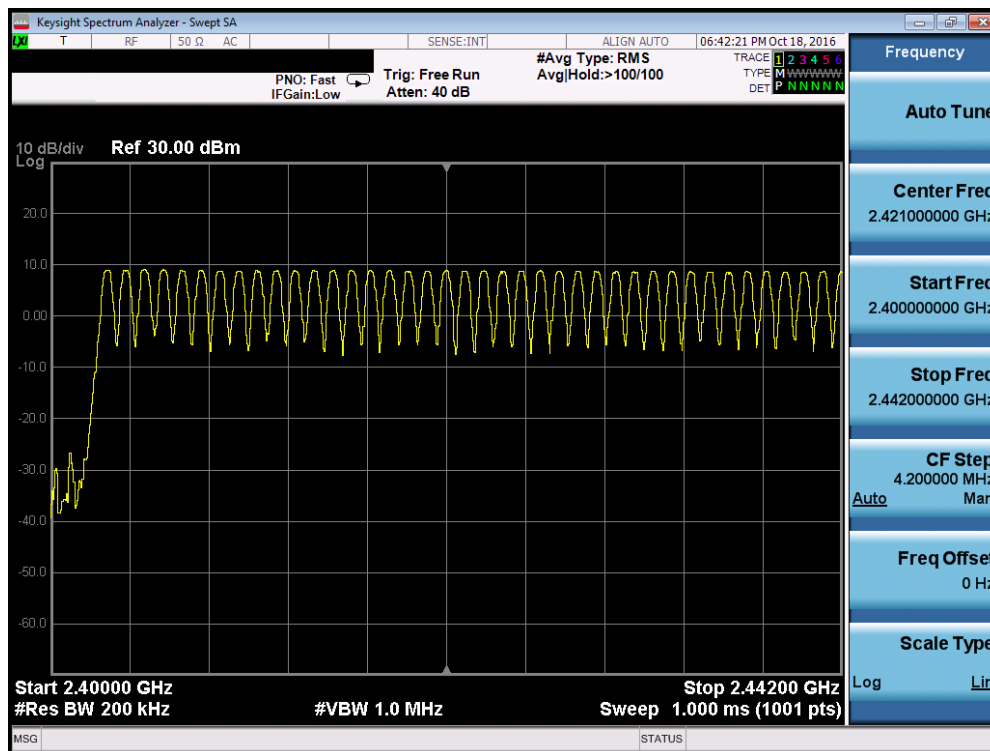 Keysight Spectrum Analyzer - Swept SA
LXI T RF 50 Ω AC SENSE:INT ALIGN AUTO 06:42:21 PM Oct 18, 2016
PNO: Fast
IFGain:Low
Trig: Free Run
Atten: 40 dB
#Avg Type: RMS
Avg|Hold:>100/100
TRACE 1 2 3 4 5 6
TYPE M WWWWW
DET P N N N N N
10 dB/div Ref 30.00 dBm
Log
20.0
10.0
0.00
-10.0
-20.0
-30.0
-40.0
-50.0
-60.0
Start 2.40000 GHz Stop 2.44200 GHz
#Res BW 200 kHz #VBW 1.0 MHz Sweep 1.000 ms (1001 pts)
MSG STATUS
Frequency
Auto Tune
Center Freq
2.421000000 GHz
Start Freq
2.400000000 GHz
Stop Freq
2.442000000 GHz
CF Step
4.200000 MHz
Auto Man
Freq Offset
0 Hz
Scale Type
Log Lin